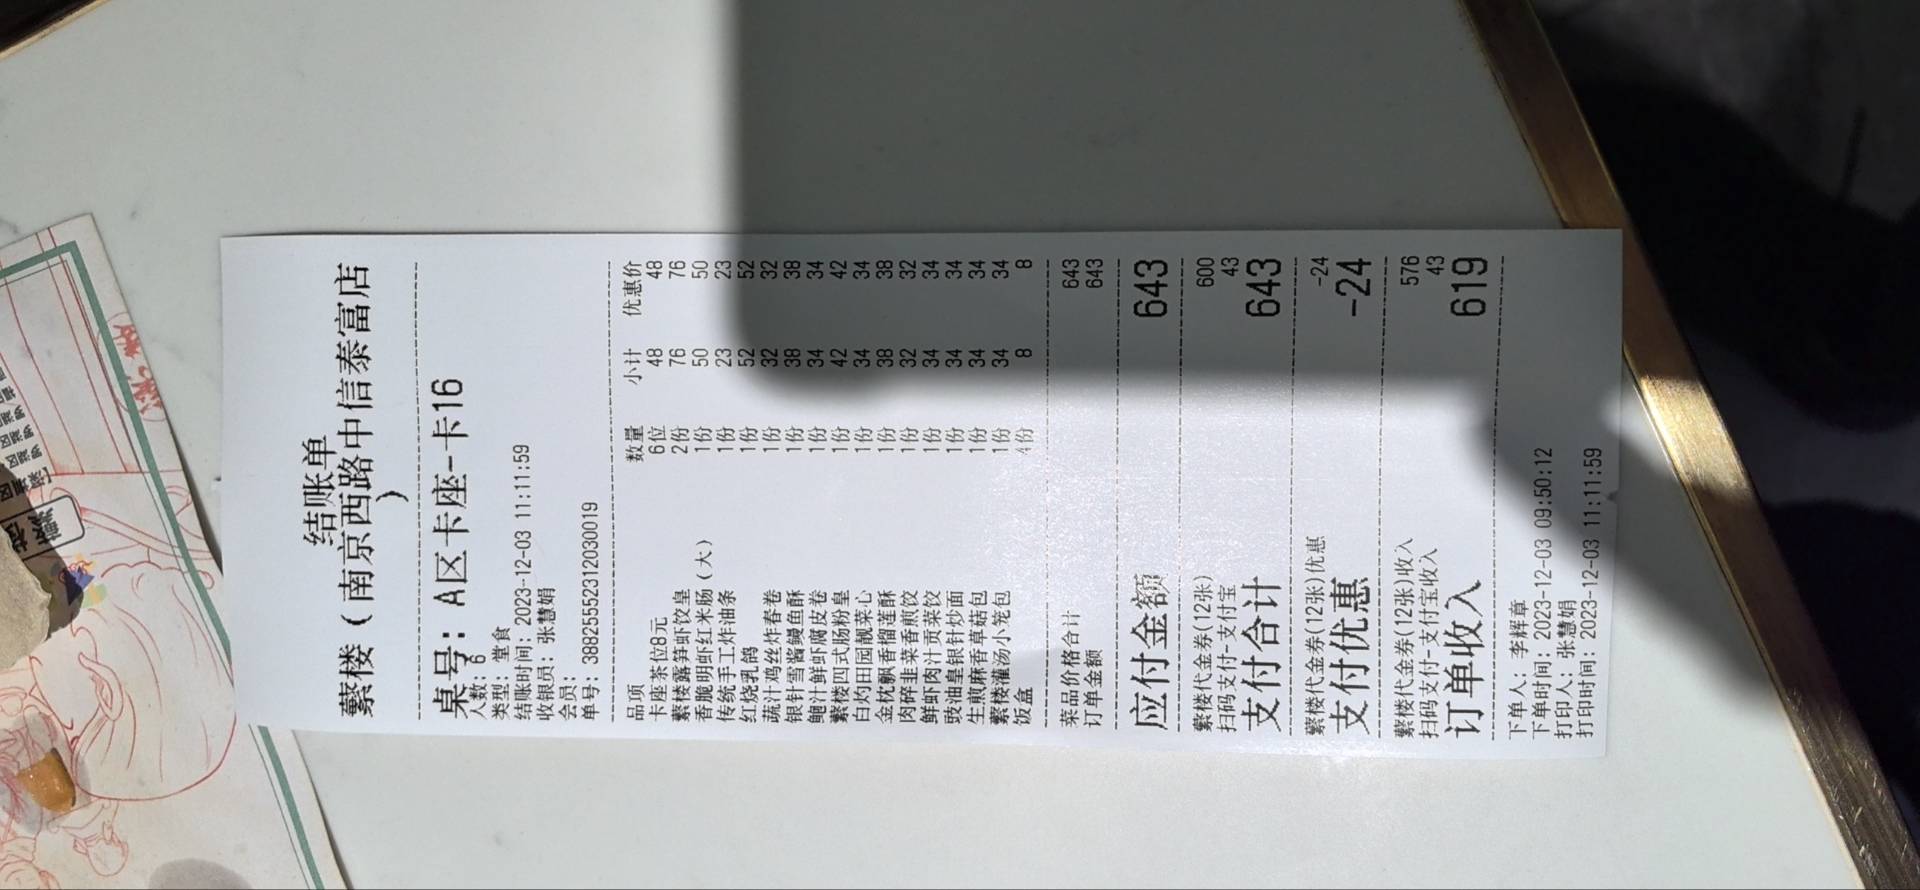 结账单
蘩楼（南京西路中信泰富店
）
桌号: A区卡座-卡16
人数: 6
类型: 堂食
结账时间: 2023-12-03 11:11:59
收银员: 张慧娟
会员:
单号: 3882555231203​0019
品项 数量 小计 优惠价
卡座茶位8元 6位 48 48
蘩楼露笋虾饺皇 2份 76 76
香脆明虾红米肠(大) 1份 50 50
传统手工炸油条 1份 23 23
红烧乳鸽 1份 52 52
蔬汁鸡丝炸春卷 1份 32 32
银针雪酱鳗鱼酥 1份 38 38
鲍汁鲜虾腐皮卷 1份 34 34
蘩楼四式肠粉皇 1份 42 42
白灼田园靓菜心 1份 34 34
金枕飘香榴莲酥 1份 38 38
肉碎韭菜香煎饺 1份 32 32
鲜虾肉汁贡菜饺 1份 34 34
豉油皇银针炒面 1份 34 34
生煎麻香草菇包 1份 34 34
蘩楼灌汤小笼包 1份 34 34
饭盒 4份 8 8
菜品价格合计 643
订单金额 643
应付金额 643
蘩楼代金券(12张) 600
扫码支付-支付宝 43
支付合计 643
蘩楼代金券(12张)优惠 -24
支付优惠 -24
蘩楼代金券(12张)收入 576
扫码支付-支付宝收入 43
订单收入 619
下单人: 李辉章
下单时间: 2023-12-03 09:50:12
打印人: 张慧娟
打印时间: 2023-12-03 11:11:59